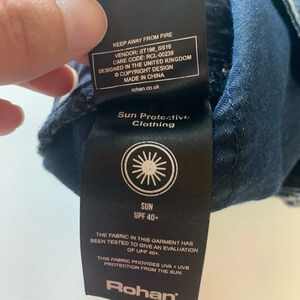 KEEP AWAY FROM FIRE
VENDOR: ST198_SS19
CARE CODE: RCL-00239
DESIGNED IN THE UNITED KINGDOM
© COPYRIGHT DESIGN
MADE IN CHINA
rohan.co.uk
Sun Protective
Clothing
SUN
UPF 40+
THE FABRIC IN THIS GARMENT HAS
BEEN TESTED TO GIVE AN EVALUATION
OF UPF 40+.
THIS FABRIC PROVIDES UVA + UVB
PROTECTION FROM THE SUN.
Rohan